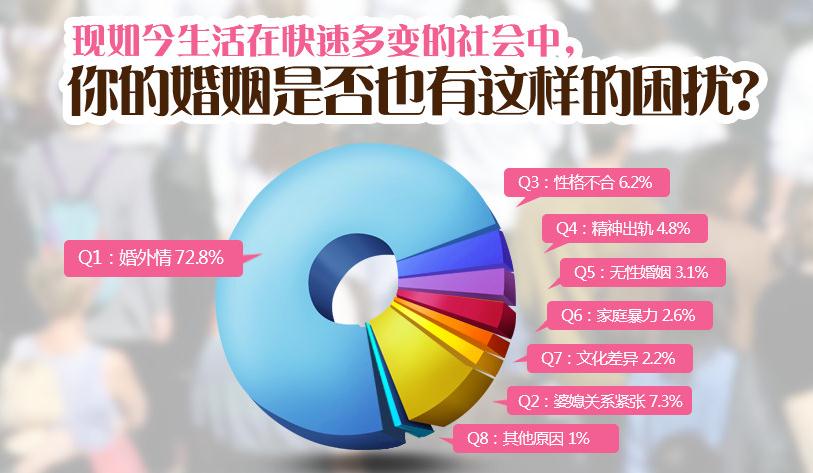 现如今生活在快速多变的社会中，
你的婚姻是否也有这样的困扰？
Q3：性格不合 6.2%
Q4：精神出轨 4.8%
Q1：婚外情 72.8%
Q5：无性婚姻 3.1%
Q6：家庭暴力 2.6%
Q7：文化差异 2.2%
Q2：婆媳关系紧张 7.3%
Q8：其他原因 1%